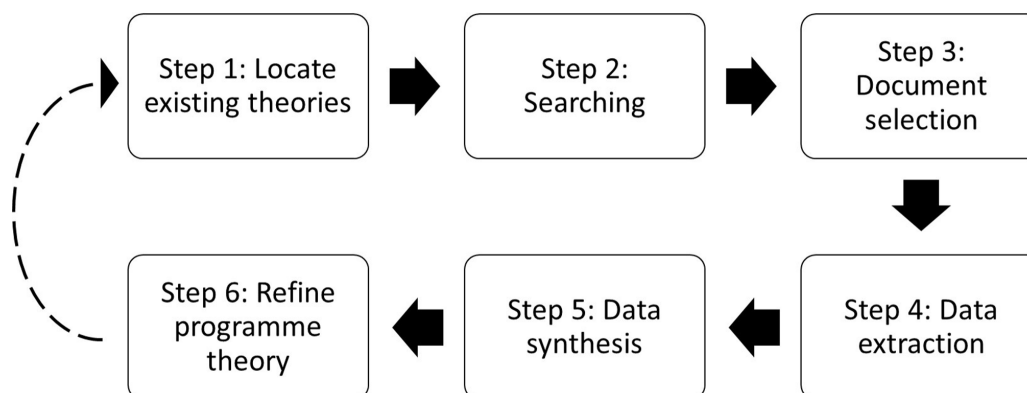 Step 1: Locate
existing theories
Step 2:
Searching
Step 3:
Document
selection
Step 4: Data
extraction
Step 5: Data
synthesis
Step 6: Refine
programme
theory